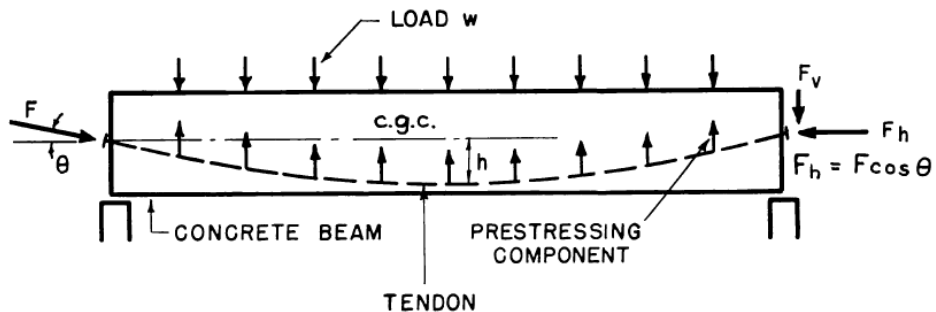 LOAD w
F
θ
c.g.c.
h
Fv
Fh
Fh = F cos θ
CONCRETE BEAM
PRESTRESSING
COMPONENT
TENDON